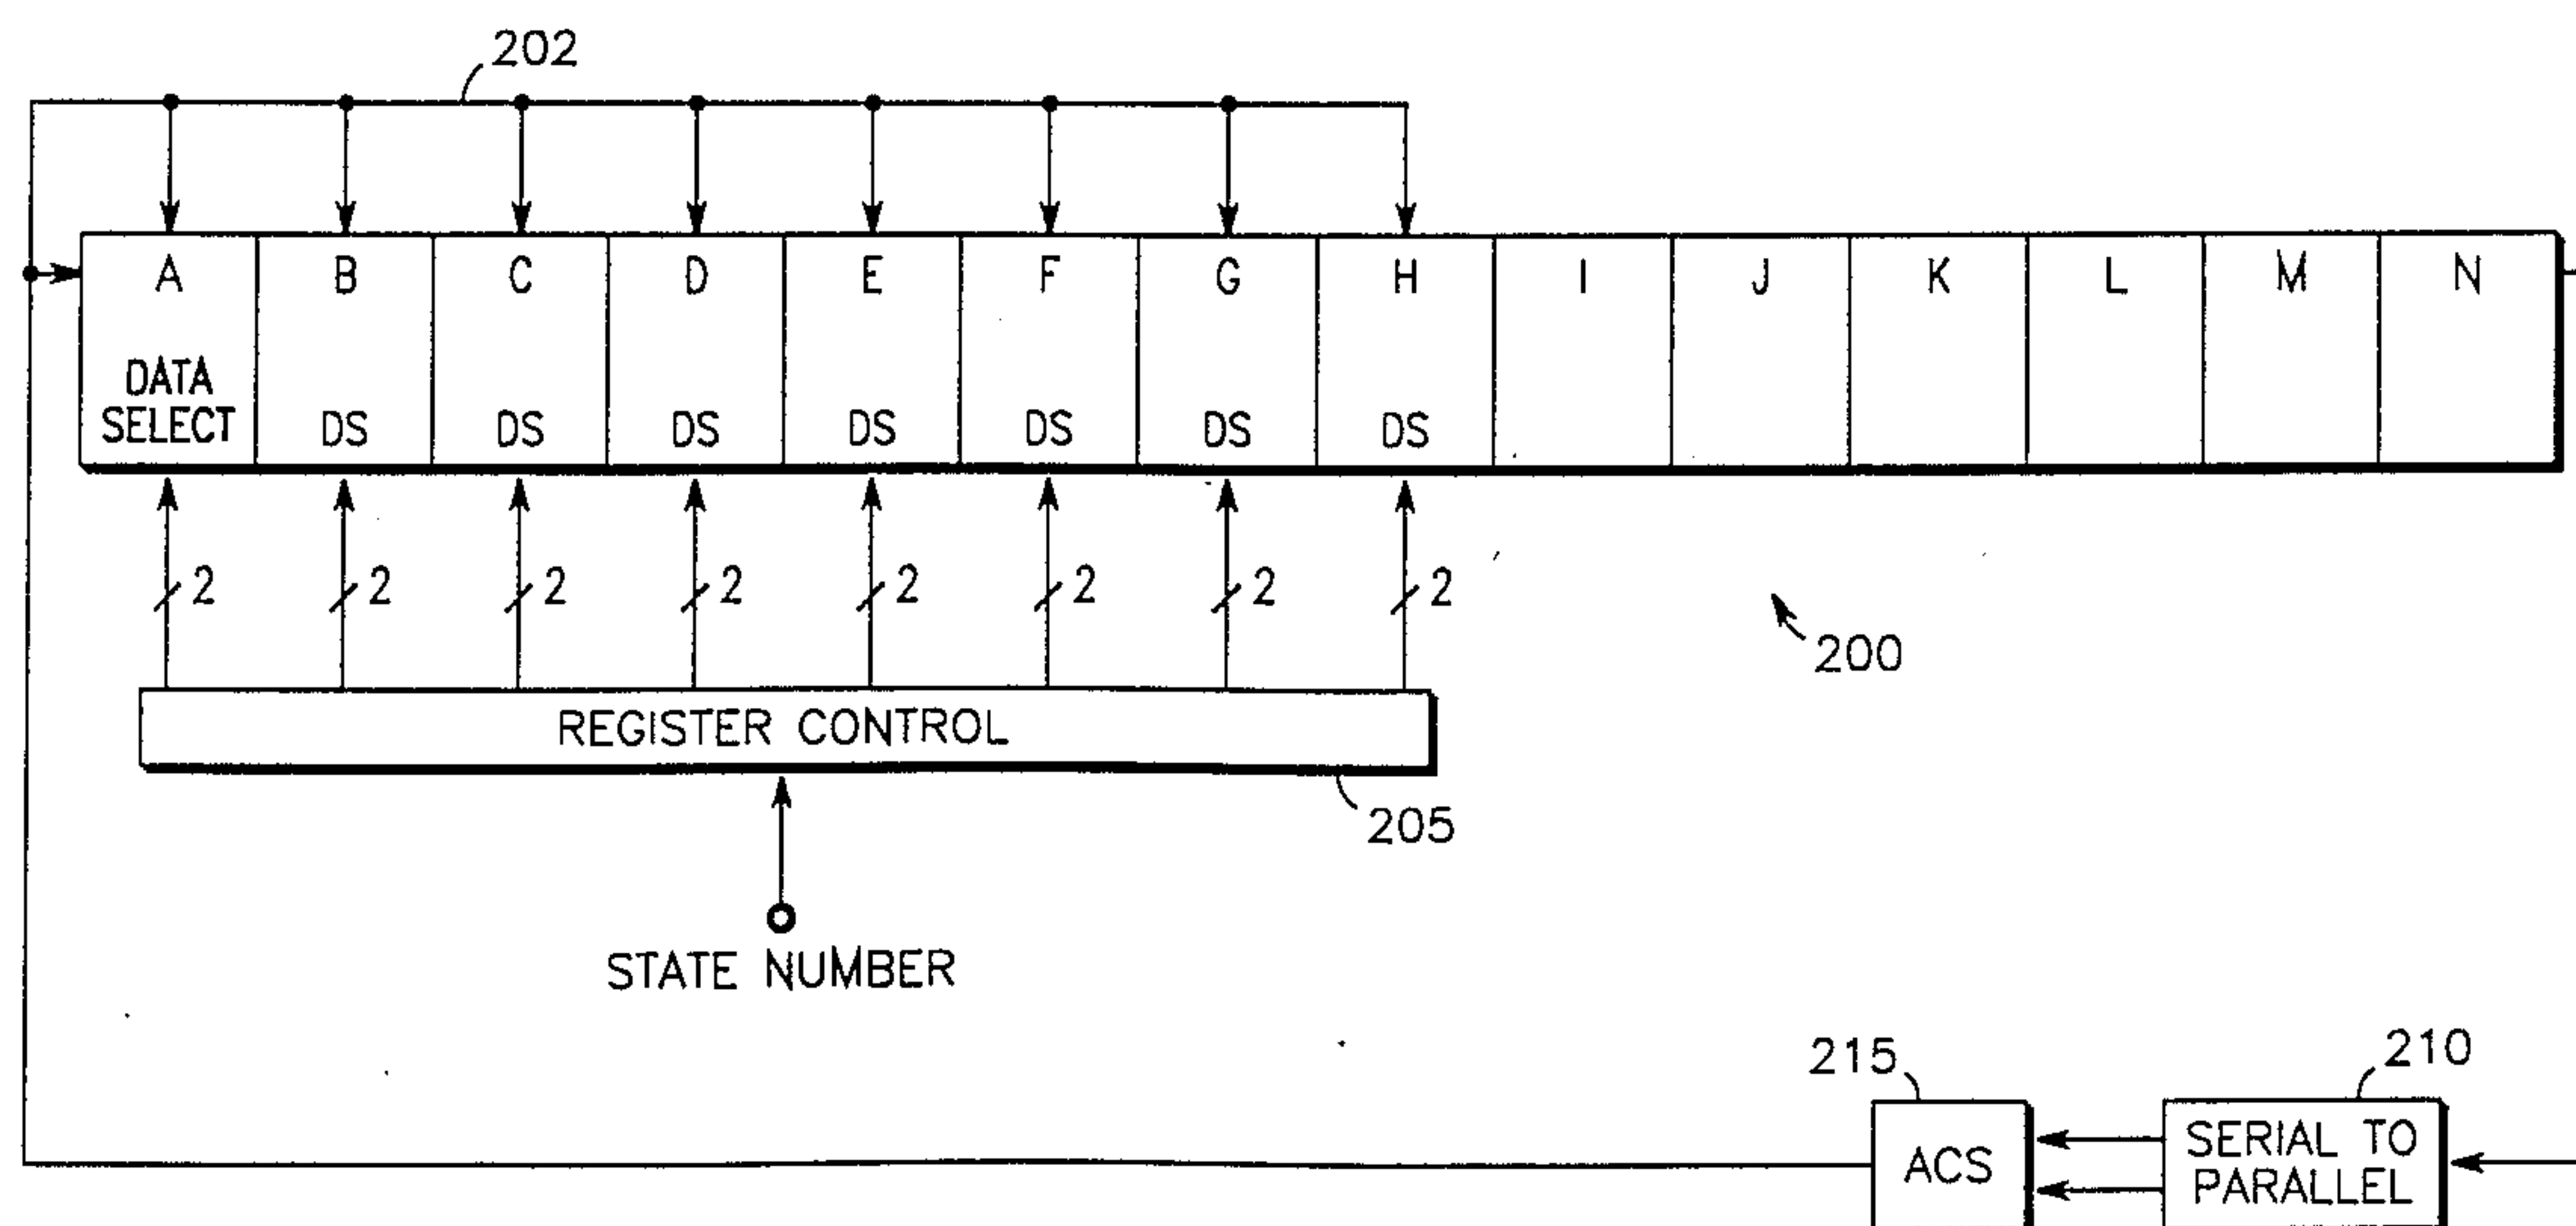 202
A B C D E F G H I J K L M N
DATA
SELECT DS DS DS DS DS DS DS
2 2 2 2 2 2 2 2
200
REGISTER CONTROL
205
STATE NUMBER
215 210
ACS SERIAL TO
PARALLEL